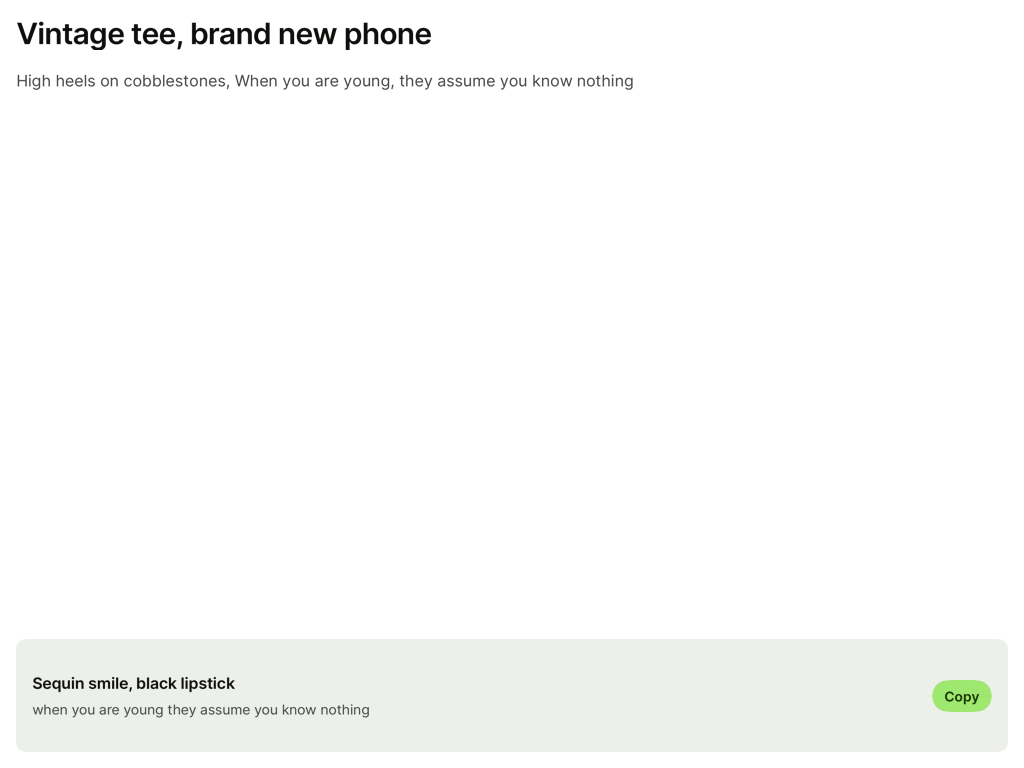 Vintage tee, brand new phone
High heels on cobblestones, When you are young, they assume you know nothing
Sequin smile, black lipstick
when you are young they assume you know nothing
Copy